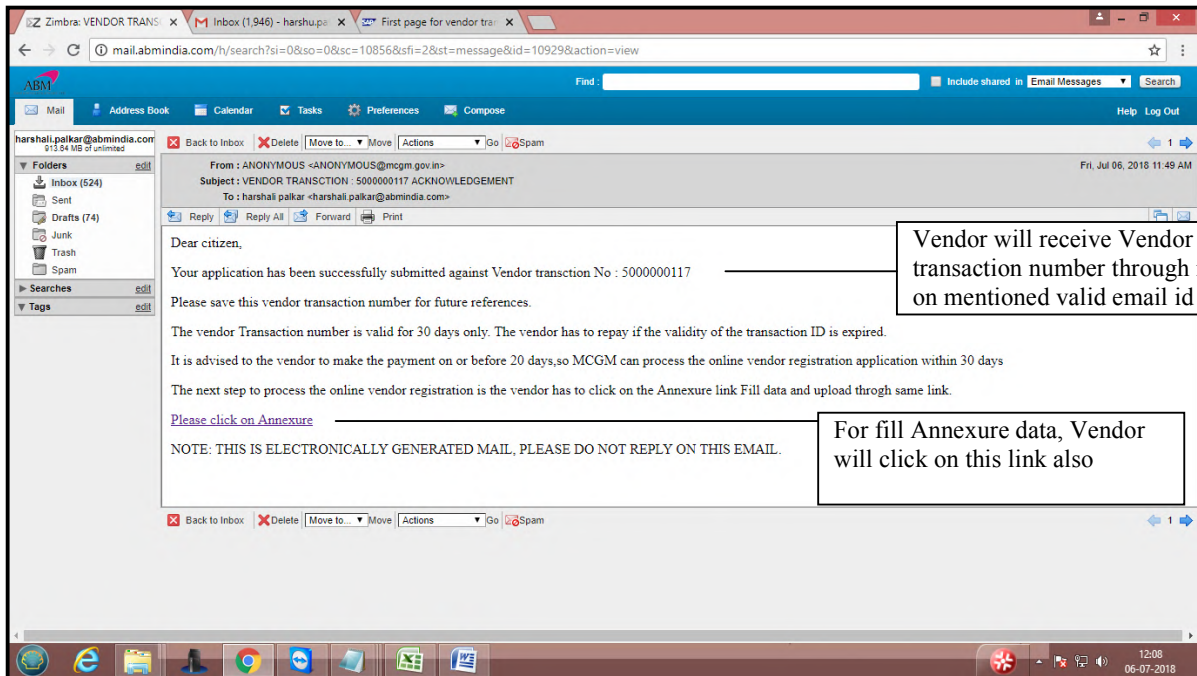 Zimbra: VENDOR TRANS
Inbox (1,946) - harshu.pa
First page for vendor tra
mail.abmindia.com/h/search?si=0&so=0&sc=10856&sfi=2&st=message&id=10929&action=view
ABM
Find :
Include shared in Email Messages Search
Mail Address Book Calendar Tasks Preferences Compose Help Log Out
harshali.palkar@abmindia.com
913.64 MB of unlimited
Back to Inbox Delete Move to... Move Actions Go Spam 1
Folders edit
Inbox (524)
Sent
Drafts (74)
Junk
Trash
Spam
Searches edit
Tags edit
From : ANONYMOUS <ANONYMOUS@mcgm.gov.in> Fri, Jul 06, 2018 11:49 AM
Subject : VENDOR TRANSCTION : 5000000117 ACKNOWLEDGEMENT
To : harshali palkar <harshali.palkar@abmindia.com>
Reply Reply All Forward Print
Dear citizen,
Your application has been successfully submitted against Vendor transction No : 5000000117
Please save this vendor transaction number for future references.
The vendor Transaction number is valid for 30 days only. The vendor has to repay if the validity of the transaction ID is expired.
It is advised to the vendor to make the payment on or before 20 days,so MCGM can process the online vendor registration application within 30 days
The next step to process the online vendor registration is the vendor has to click on the Annexure link Fill data and upload throgh same link.
Please click on Annexure
NOTE: THIS IS ELECTRONICALLY GENERATED MAIL, PLEASE DO NOT REPLY ON THIS EMAIL.
Vendor will receive Vendor
transaction number through
on mentioned valid email id
For fill Annexure data, Vendor
will click on this link also
Back to Inbox Delete Move to... Move Actions Go Spam 1
12:08
06-07-2018